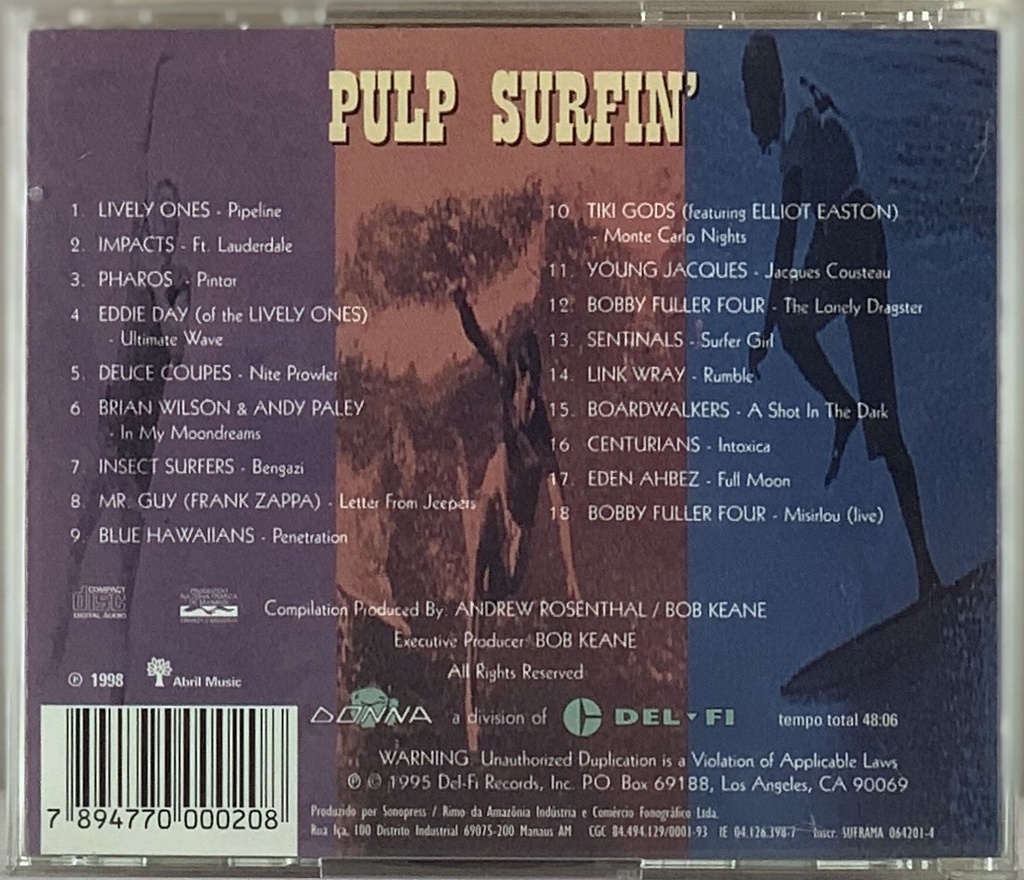 PULP SURFIN'
1. LIVELY ONES - Pipeline
2. IMPACTS - Ft. Lauderdale
3. PHAROS - Pintor
4. EDDIE DAY (of the LIVELY ONES)
- Ultimate Wave
5. DEUCE COUPES - Nite Prowler
6. BRIAN WILSON & ANDY PALEY
- In My Moondreams
7. INSECT SURFERS - Bengazi
8. MR. GUY (FRANK ZAPPA) - Letter From Jeepers
9. BLUE HAWAIIANS - Penetration
10. TIKI GODS (featuring ELLIOT EASTON)
- Monte Carlo Nights
11. YOUNG JACQUES - Jacques Cousteau
12. BOBBY FULLER FOUR - The Lonely Dragster
13. SENTINALS - Surfer Girl
14. LINK WRAY - Rumble
15. BOARDWALKERS - A Shot In The Dark
16 CENTURIANS - Intoxica
17. EDEN AHBEZ - Full Moon
18. BOBBY FULLER FOUR - Misirlou (live)
COMPACT
disc
DIGITAL AUDIO
Compilation Produced By: ANDREW ROSENTHAL / BOB KEANE
Executive Producer: BOB KEANE
All Rights Reserved
℗ 1998 Abril Music
DONNA a division of DEL-FI tempo total 48:06
WARNING: Unauthorized Duplication is a Violation of Applicable Laws
℗ © 1995 Del-Fi Records, Inc. P.O. Box 69188, Los Angeles, CA 90069
Produzido por Sonopress / Rimo da Amazônia Indústria e Comércio Fonográfico Ltda.
Rua Iça, 100 Distrito Industrial 69075-200 Manaus AM CGC 84.494.129/0001-93 IE 04.126.398-7 Inscr. SUFRAMA 064201-4
7 894770 000208